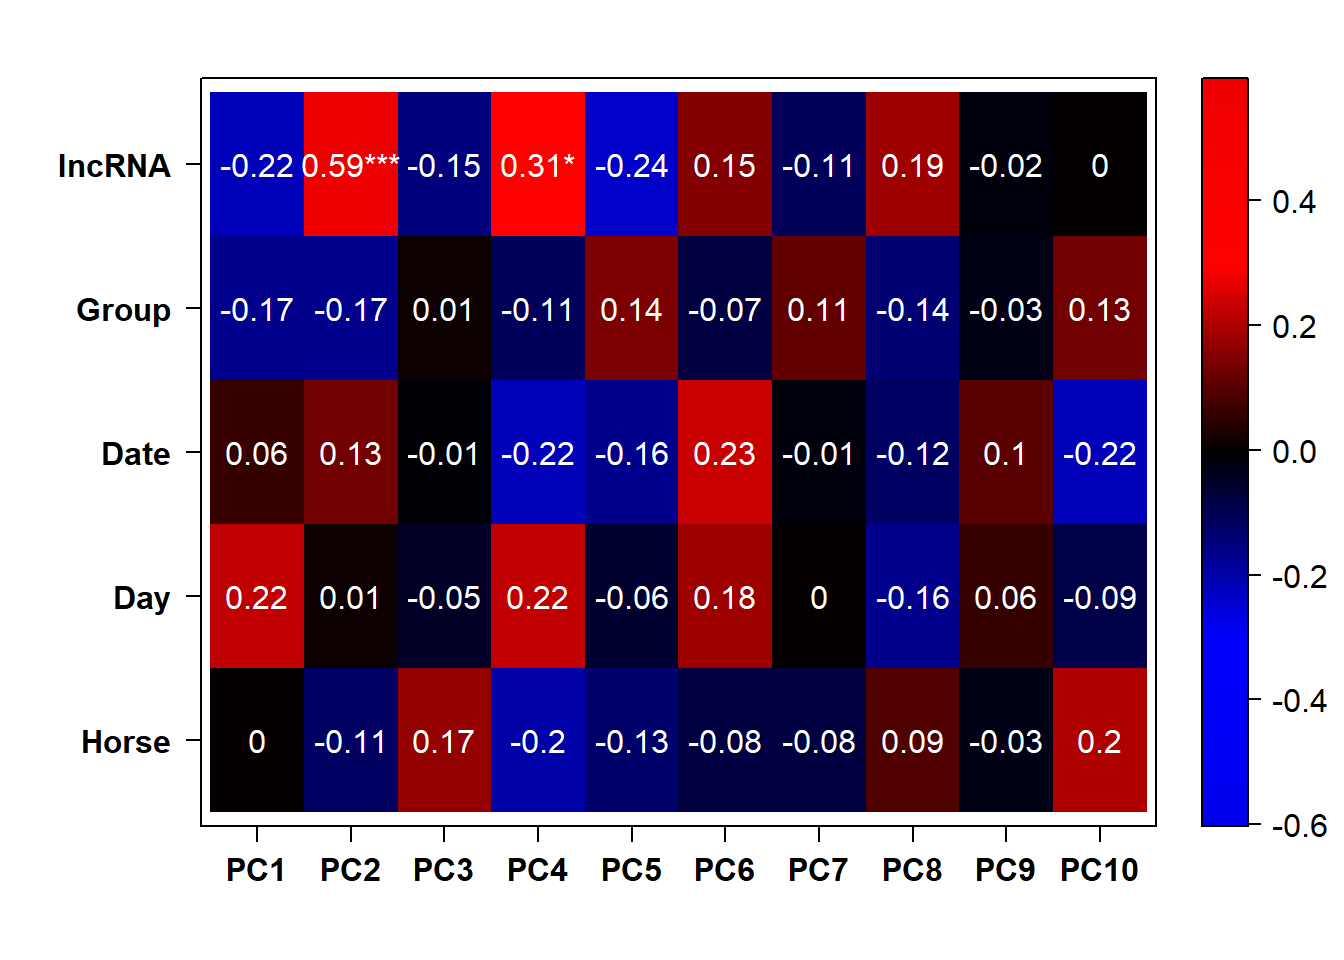 lncRNA -0.22 0.59*** -0.15 0.31* -0.24 0.15 -0.11 0.19 -0.02 0
0.4
Group -0.17 -0.17 0.01 -0.11 0.14 -0.07 0.11 -0.14 -0.03 0.13
0.2
Date 0.06 0.13 -0.01 -0.22 -0.16 0.23 -0.01 -0.12 0.1 -0.22
0.0
Day 0.22 0.01 -0.05 0.22 -0.06 0.18 0 -0.16 0.06 -0.09
-0.2
Horse 0 -0.11 0.17 -0.2 -0.13 -0.08 -0.08 0.09 -0.03 0.2
-0.4
-0.6
PC1 PC2 PC3 PC4 PC5 PC6 PC7 PC8 PC9 PC10